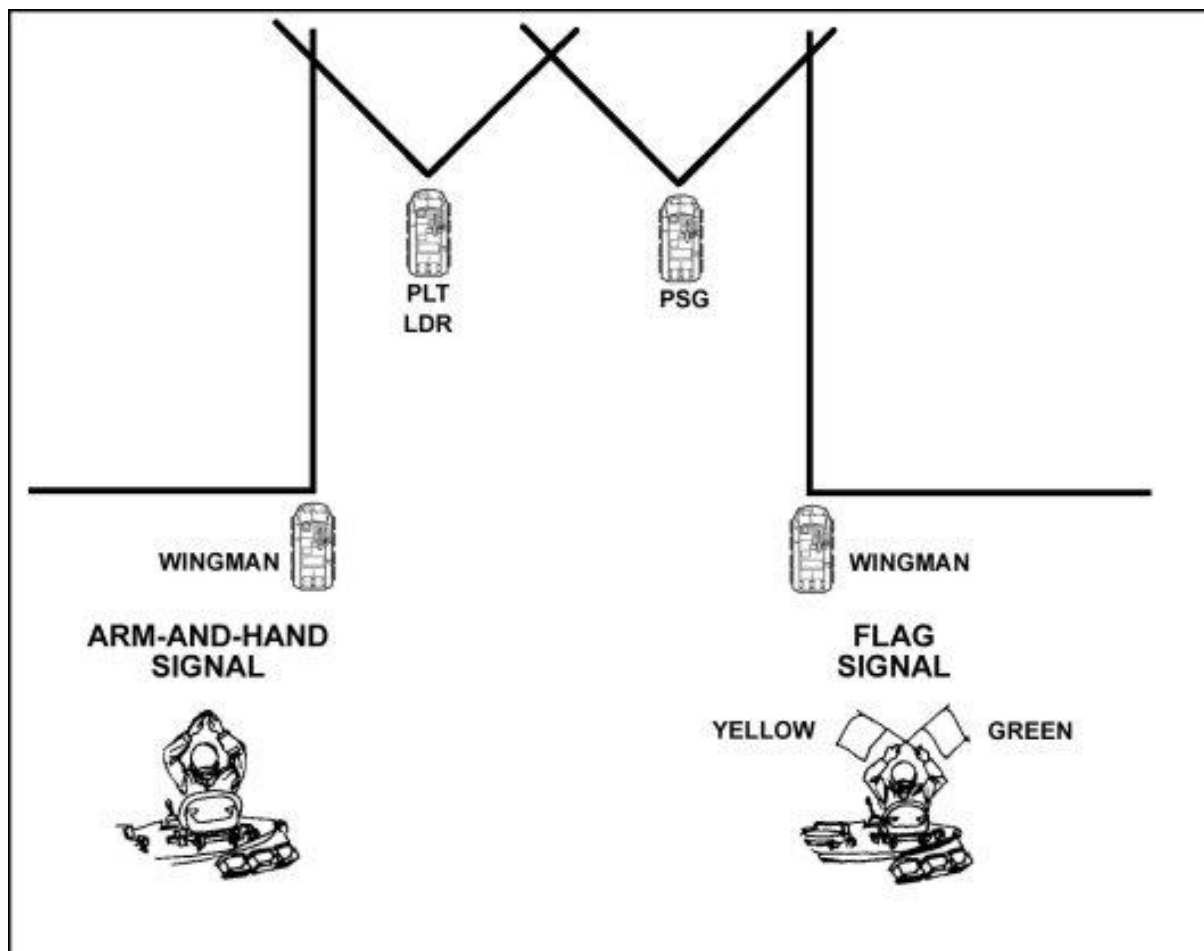 PLT
LDR
PSG
WINGMAN
WINGMAN
ARM-AND-HAND
SIGNAL
FLAG
SIGNAL
YELLOW
GREEN